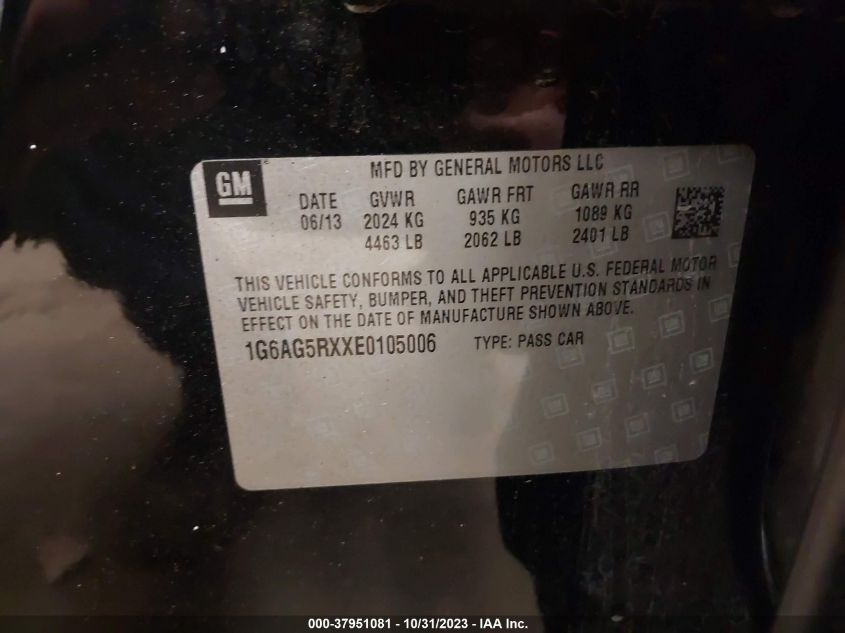 GM
MFD BY GENERAL MOTORS LLC
DATE GVWR GAWR FRT GAWR RR
06/13 2024 KG 935 KG 1089 KG
4463 LB 2062 LB 2401 LB
THIS VEHICLE CONFORMS TO ALL APPLICABLE U.S. FEDERAL MOTOR
VEHICLE SAFETY, BUMPER, AND THEFT PREVENTION STANDARDS IN
EFFECT ON THE DATE OF MANUFACTURE SHOWN ABOVE.
1G6AG5RXXE0105006 TYPE: PASS CAR
000-37951081 - 10/31/2023 - IAA Inc.